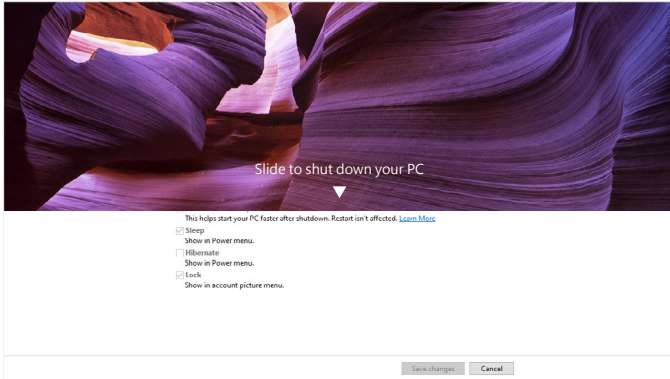 Slide to shut down your PC
This helps start your PC faster after shutdown. Restart isn't affected. Learn More
Sleep
Show in Power menu.
Hibernate
Show in Power menu.
Lock
Show in account picture menu.
Save changes Cancel